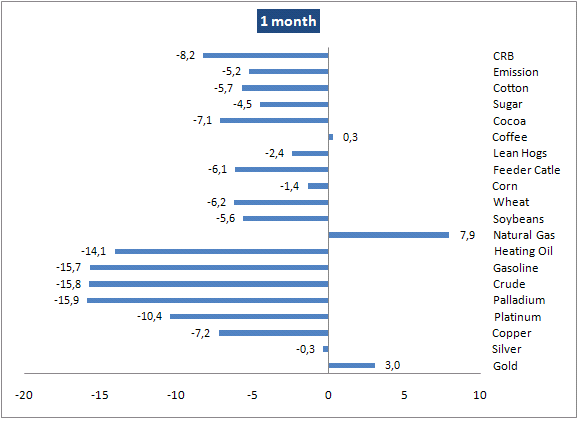 1 month
-8,2 CRB
-5,2 Emission
-5,7 Cotton
-4,5 Sugar
-7,1 Cocoa
0,3 Coffee
-2,4 Lean Hogs
-6,1 Feeder Catle
-1,4 Corn
-6,2 Wheat
-5,6 Soybeans
7,9 Natural Gas
-14,1 Heating Oil
-15,7 Gasoline
-15,8 Crude
-15,9 Palladium
-10,4 Platinum
-7,2 Copper
-0,3 Silver
3,0 Gold
-20 -15 -10 -5 0 5 10